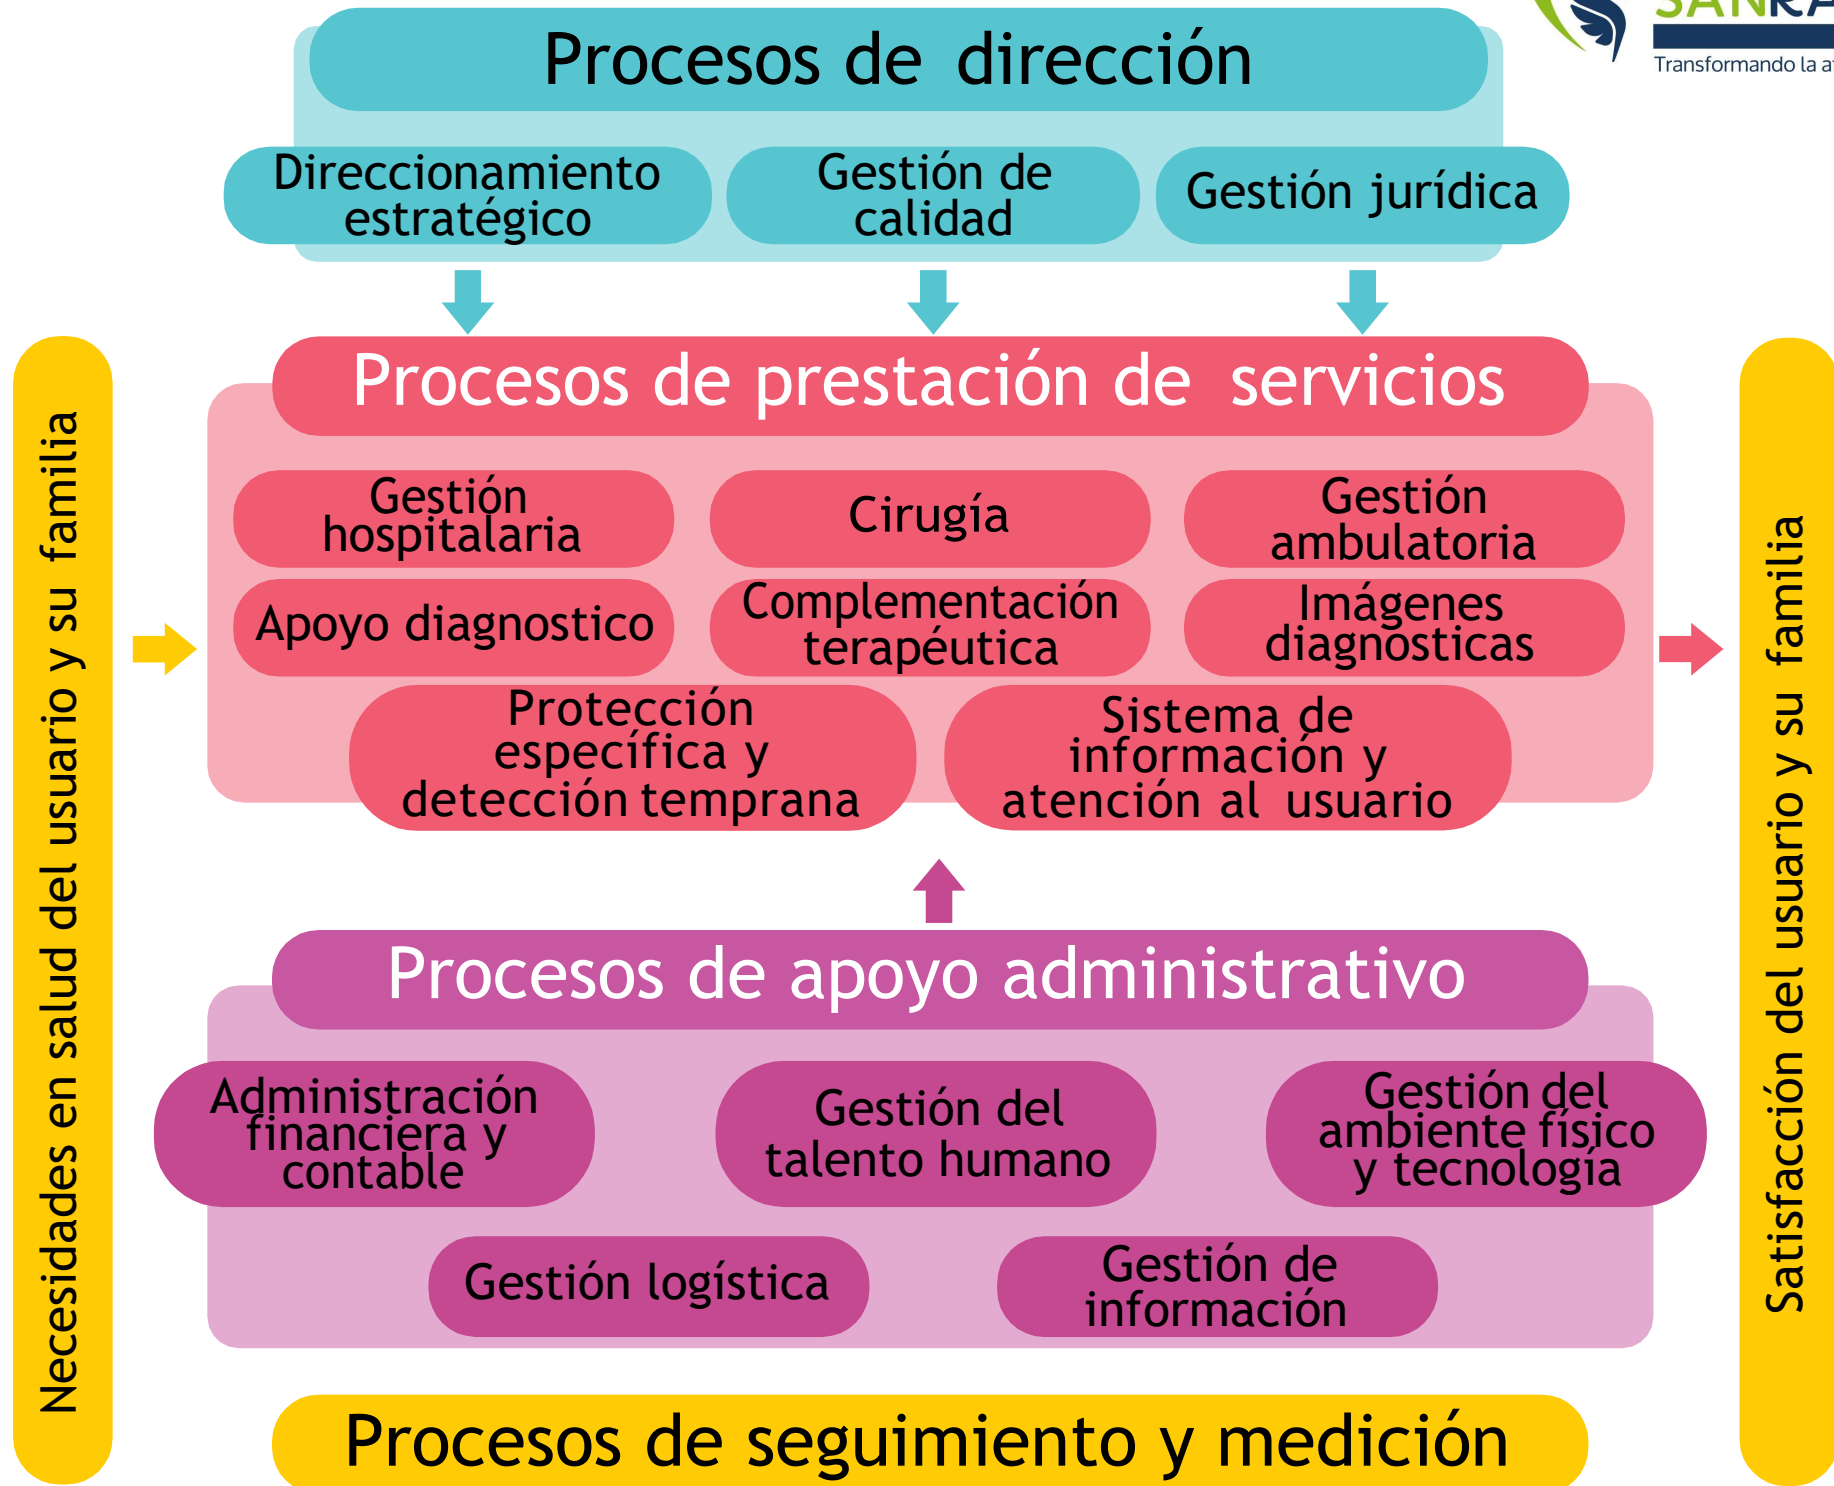 Procesos de dirección
Transformando la
Direccionamiento
estratégico
Gestión de
calidad
Gestión jurídica
Necesidades en salud del usuario y su familia
Procesos de prestación de servicios
Gestión
hospitalaria
Cirugía
Gestión
ambulatoria
Apoyo diagnostico
Complementación
terapéutica
Imágenes
diagnósticas
Protección
específica y
detección temprana
Sistema de
información y
atención al usuario
Satisfacción del usuario y su familia
Procesos de apoyo administrativo
Administración
financiera y
contable
Gestión del
talento humano
Gestión del
ambiente físico
y tecnología
Gestión logística
Gestión de
información
Procesos de seguimiento y medición